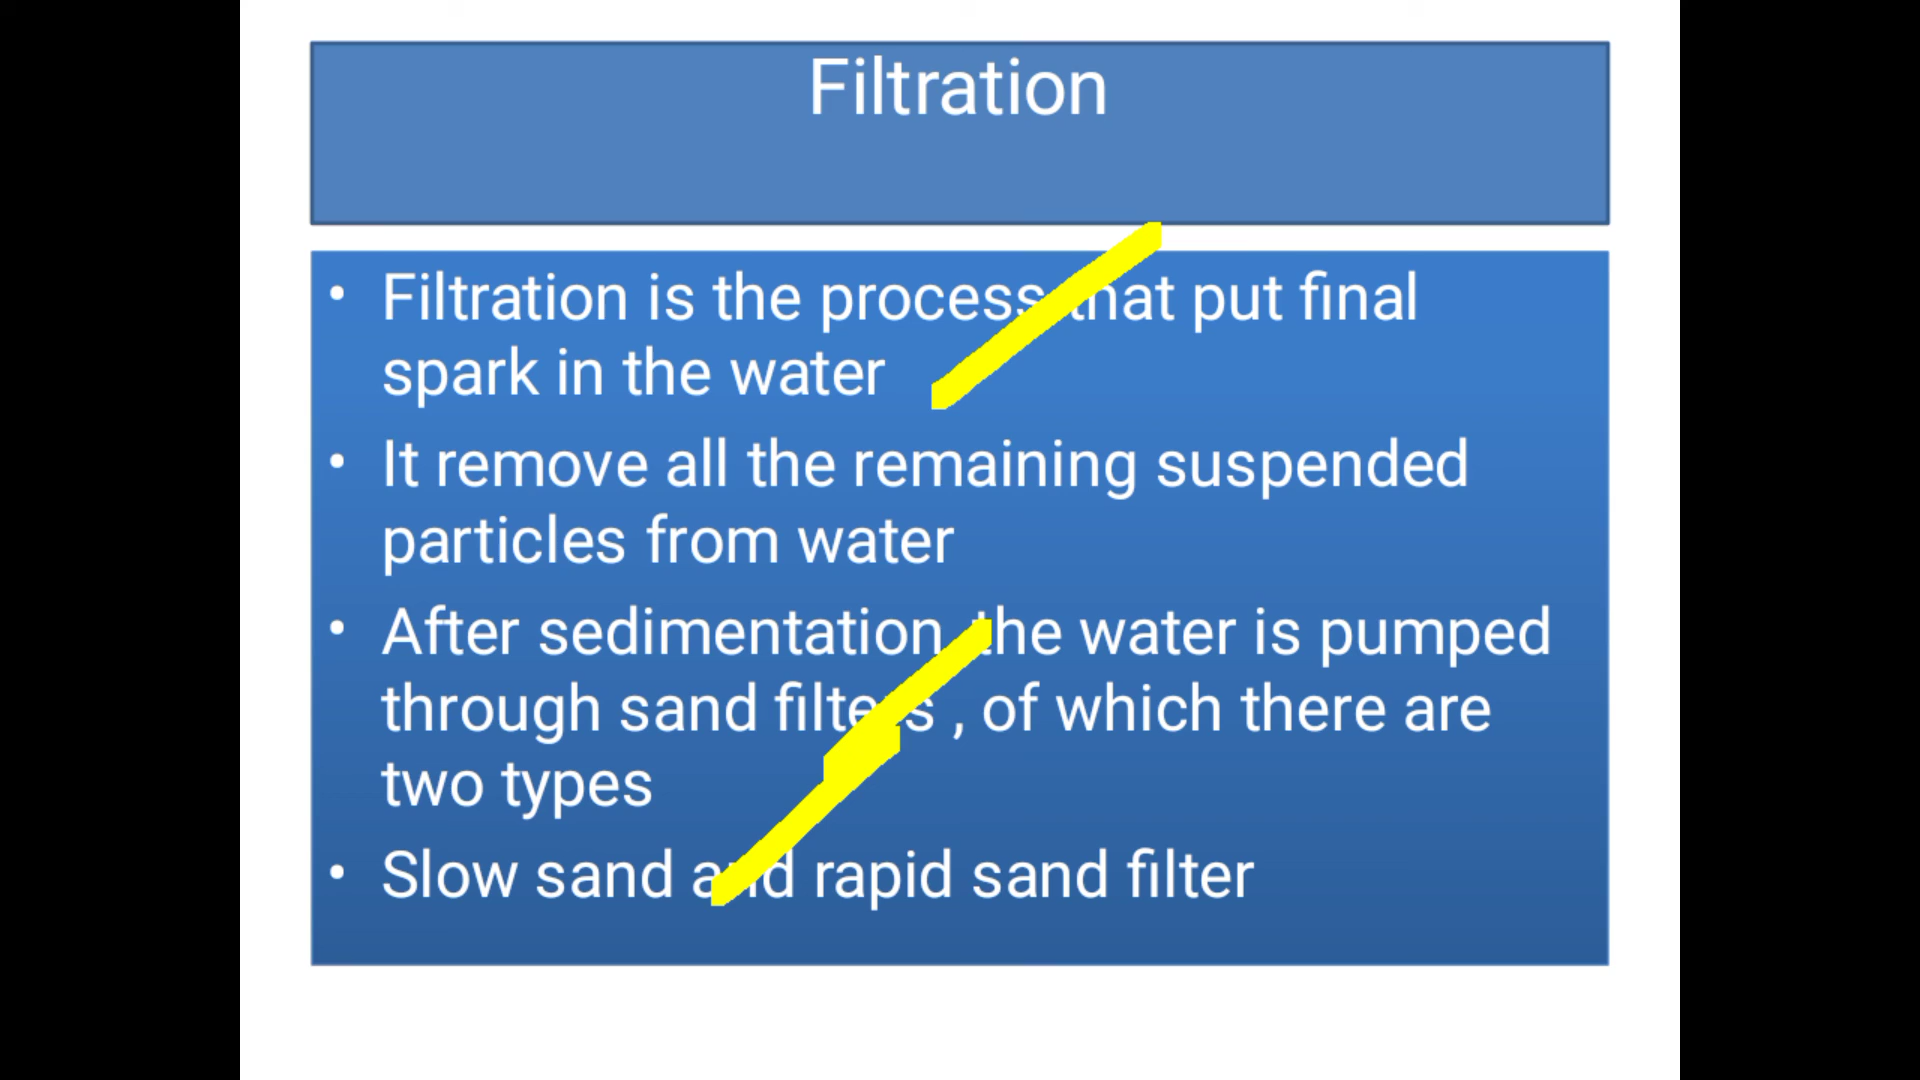 Filtration
• Filtration is the process that put final
spark in the water
• It remove all the remaining suspended
particles from water
• After sedimentation the water is pumped
through sand filters , of which there are
two types
• Slow sand and rapid sand filter